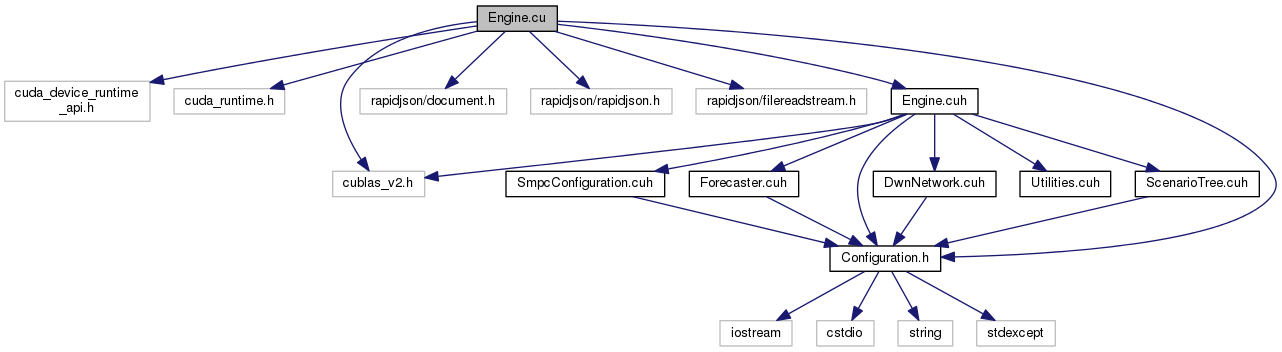 Engine.cu
cuda_device_runtime
_api.h
cuda_runtime.h
rapidjson/document.h
rapidjson/rapidjson.h
rapidjson/filereadstream.h
Engine.cuh
cublas_v2.h
SmpcConfiguration.cuh
Forecaster.cuh
DwnNetwork.cuh
Utilities.cuh
ScenarioTree.cuh
Configuration.h
iostream
cstdio
string
stdexcept